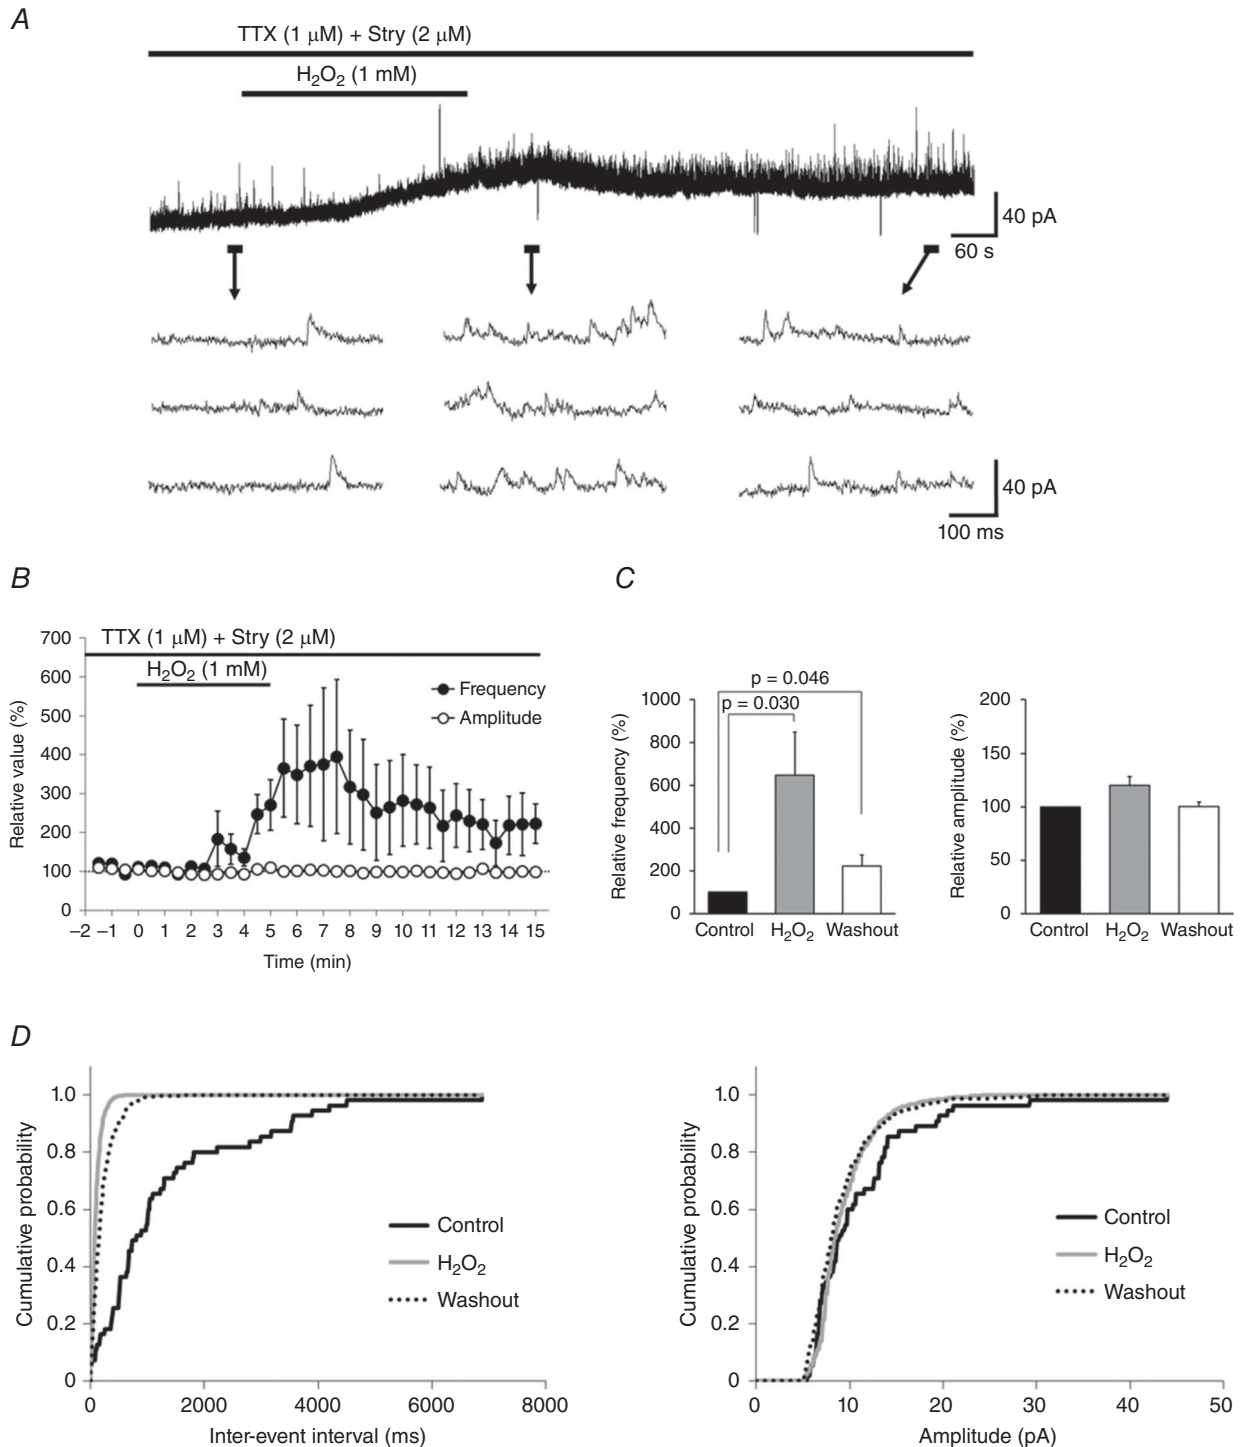 A
TTX (1 μM) + Stry (2 μM)
H₂O₂ (1 mM)
40 pA
60 s
40 pA
100 ms
B
TTX (1 μM) + Stry (2 μM)
H₂O₂ (1 mM)
Frequency
Amplitude
Relative value (%)
700
600
500
400
300
200
100
0
–2 –1 0 1 2 3 4 5 6 7 8 9 10 11 12 13 14 15
Time (min)
C
p = 0.046
p = 0.030
Relative frequency (%)
1000
800
600
400
200
0
Control H₂O₂ Washout
Relative amplitude (%)
200
150
100
50
0
Control H₂O₂ Washout
D
Cumulative probability
1.0
0.8
0.6
0.4
0.2
0
Control
H₂O₂
Washout
0 2000 4000 6000 8000
Inter-event interval (ms)
Cumulative probability
1.0
0.8
0.6
0.4
0.2
0
Control
H₂O₂
Washout
0 10 20 30 40 50
Amplitude (pA)